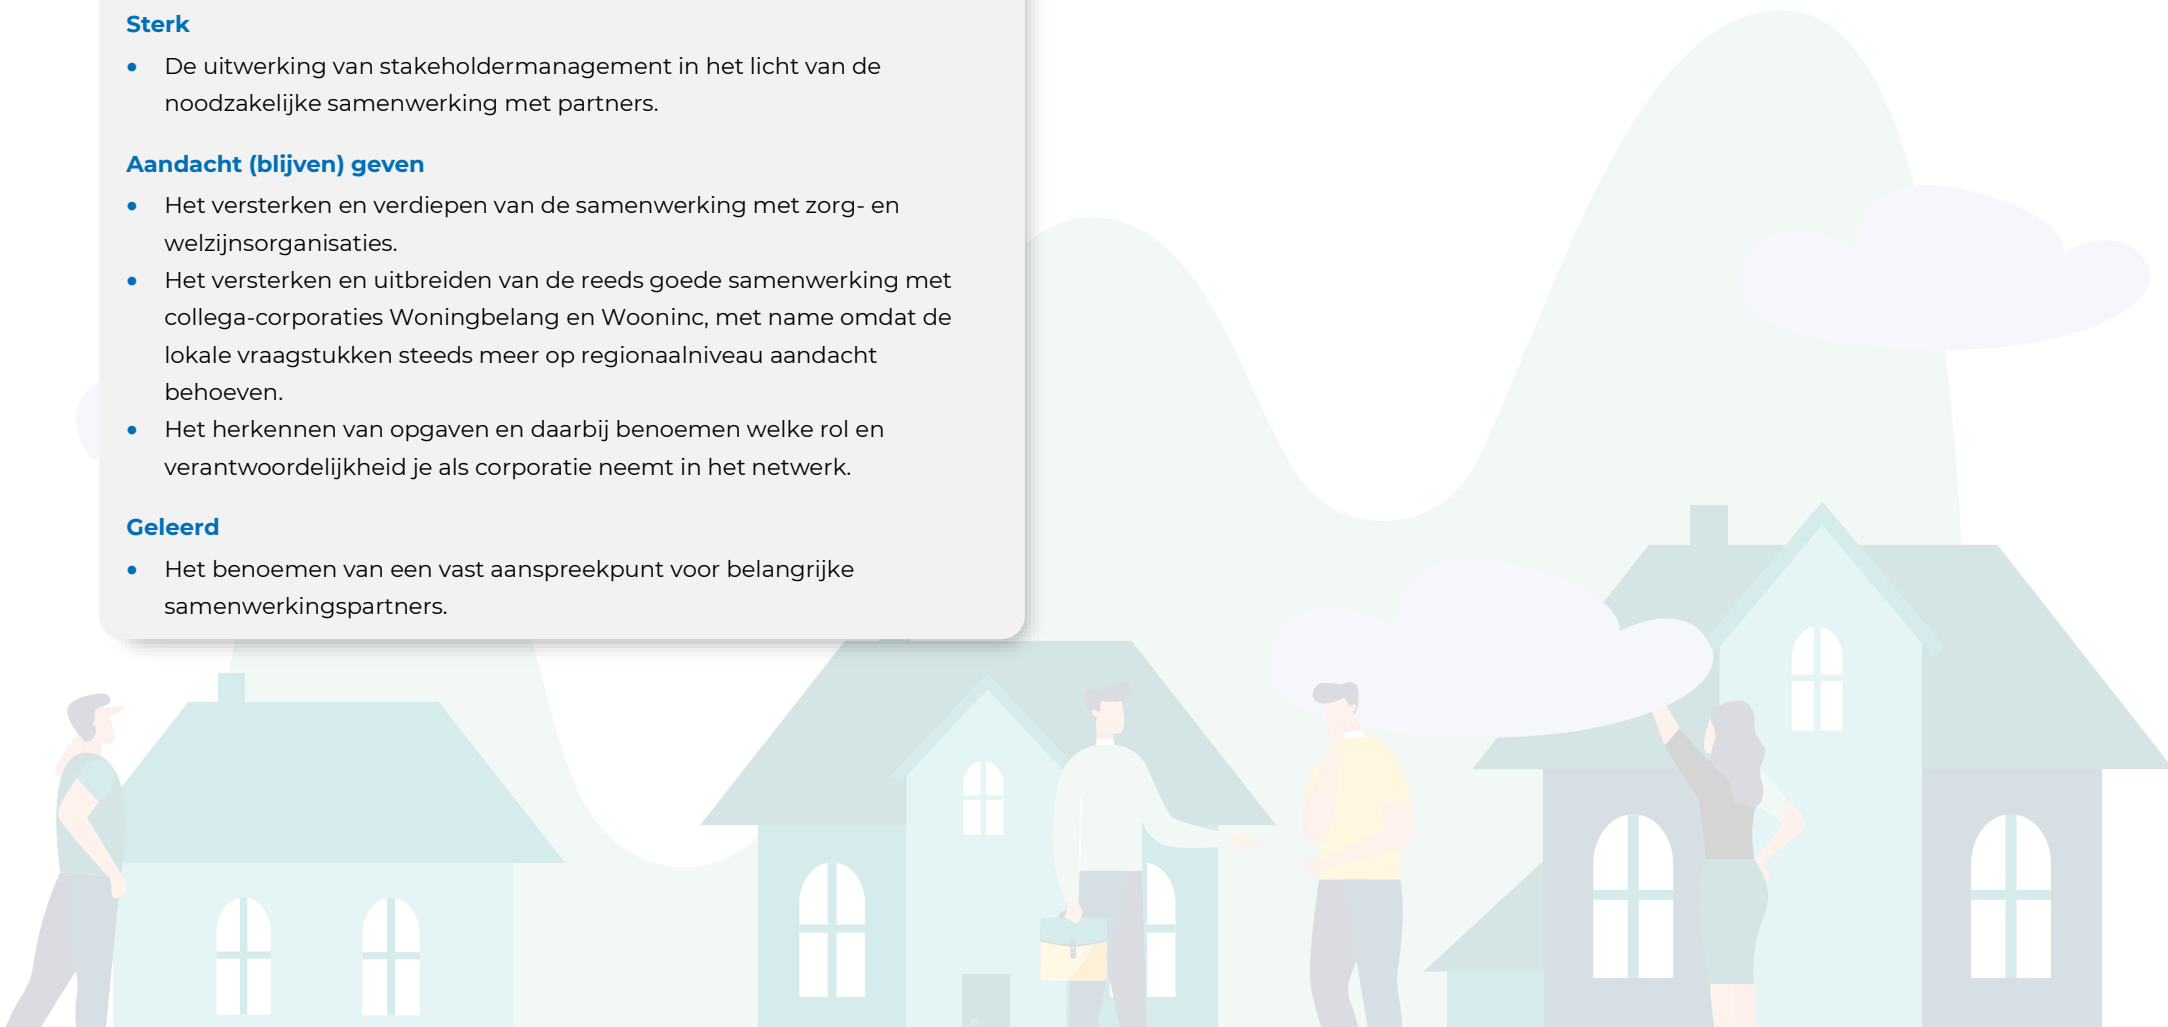 Sterk
• De uitwerking van stakeholdermanagement in het licht van de
noodzakelijke samenwerking met partners.
Aandacht (blijven) geven
• Het versterken en verdiepen van de samenwerking met zorg- en
welzijnsorganisaties.
• Het versterken en uitbreiden van de reeds goede samenwerking met
collega-corporaties Woningbelang en Wooninc, met name omdat de
lokale vraagstukken steeds meer op regionaalniveau aandacht
behoeven.
• Het herkennen van opgaven en daarbij benoemen welke rol en
verantwoordelijkheid je als corporatie neemt in het netwerk.
Geleerd
• Het benoemen van een vast aanspreekpunt voor belangrijke
samenwerkingspartners.